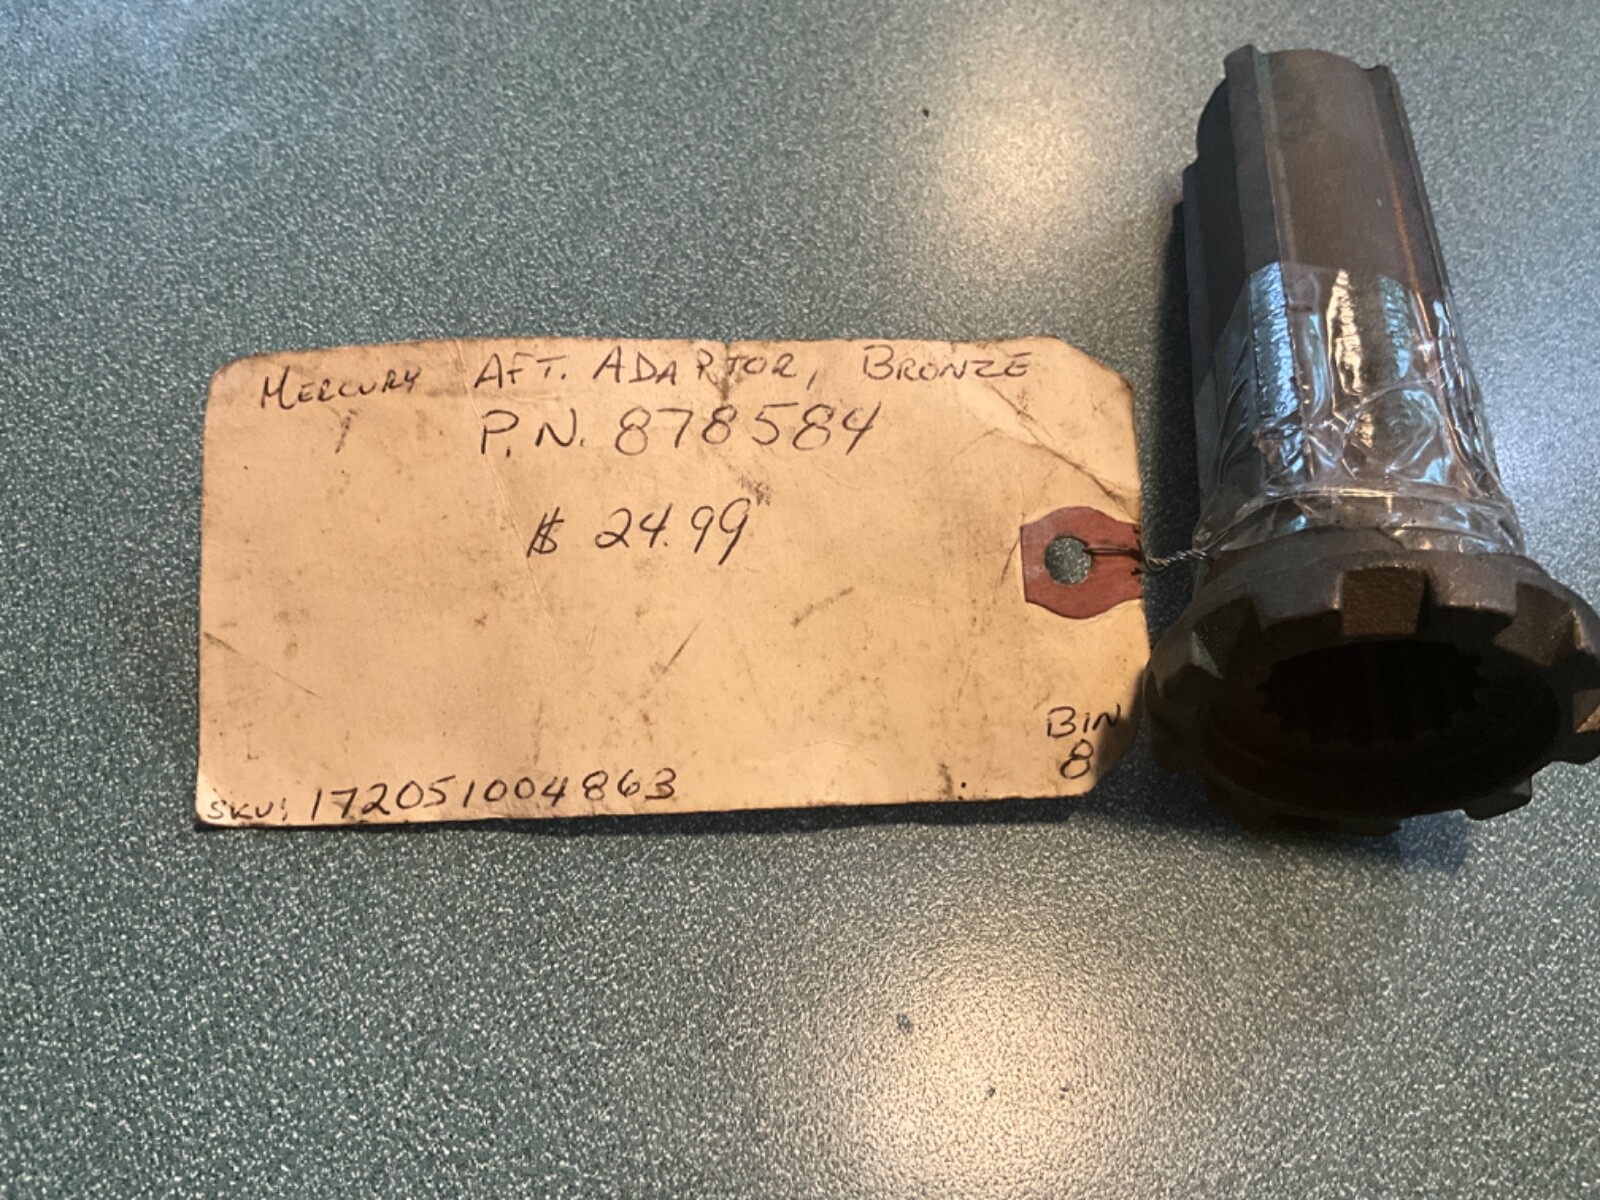 MERCURY AFT. ADAPTOR, BRONZE
P.N. 878584
$ 24.99
BIN
8
SKU: 172051004863